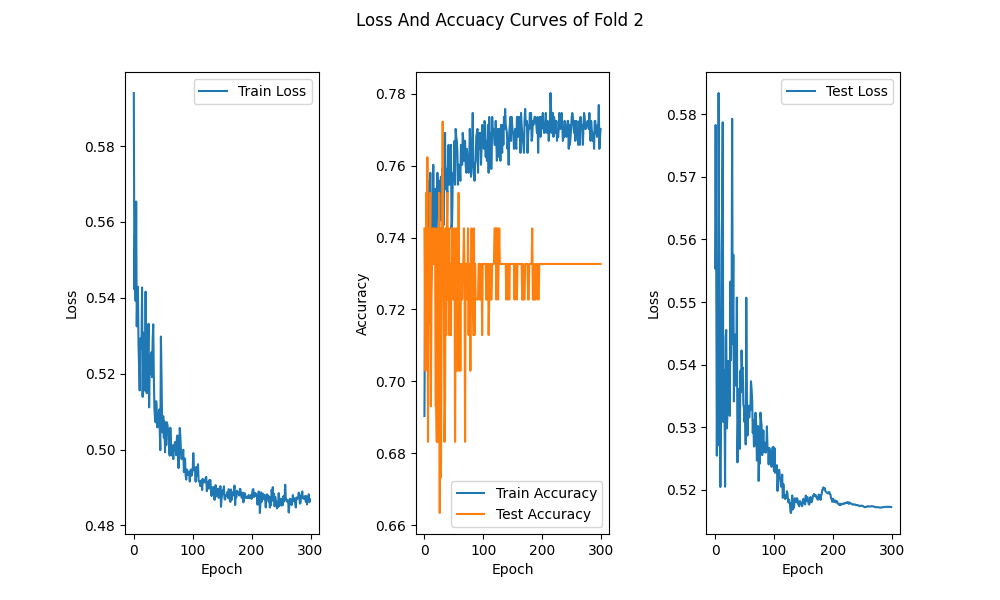 Loss And Accuacy Curves of Fold 2
Train Loss
0.58
0.56
0.54
0.52
0.50
0.48
Loss
0 100 200 300
Epoch
0.78
0.76
0.74
0.72
0.70
0.68
0.66
Accuracy
Train Accuracy
Test Accuracy
0 100 200 300
Epoch
Test Loss
0.58
0.57
0.56
0.55
0.54
0.53
0.52
Loss
0 100 200 300
Epoch